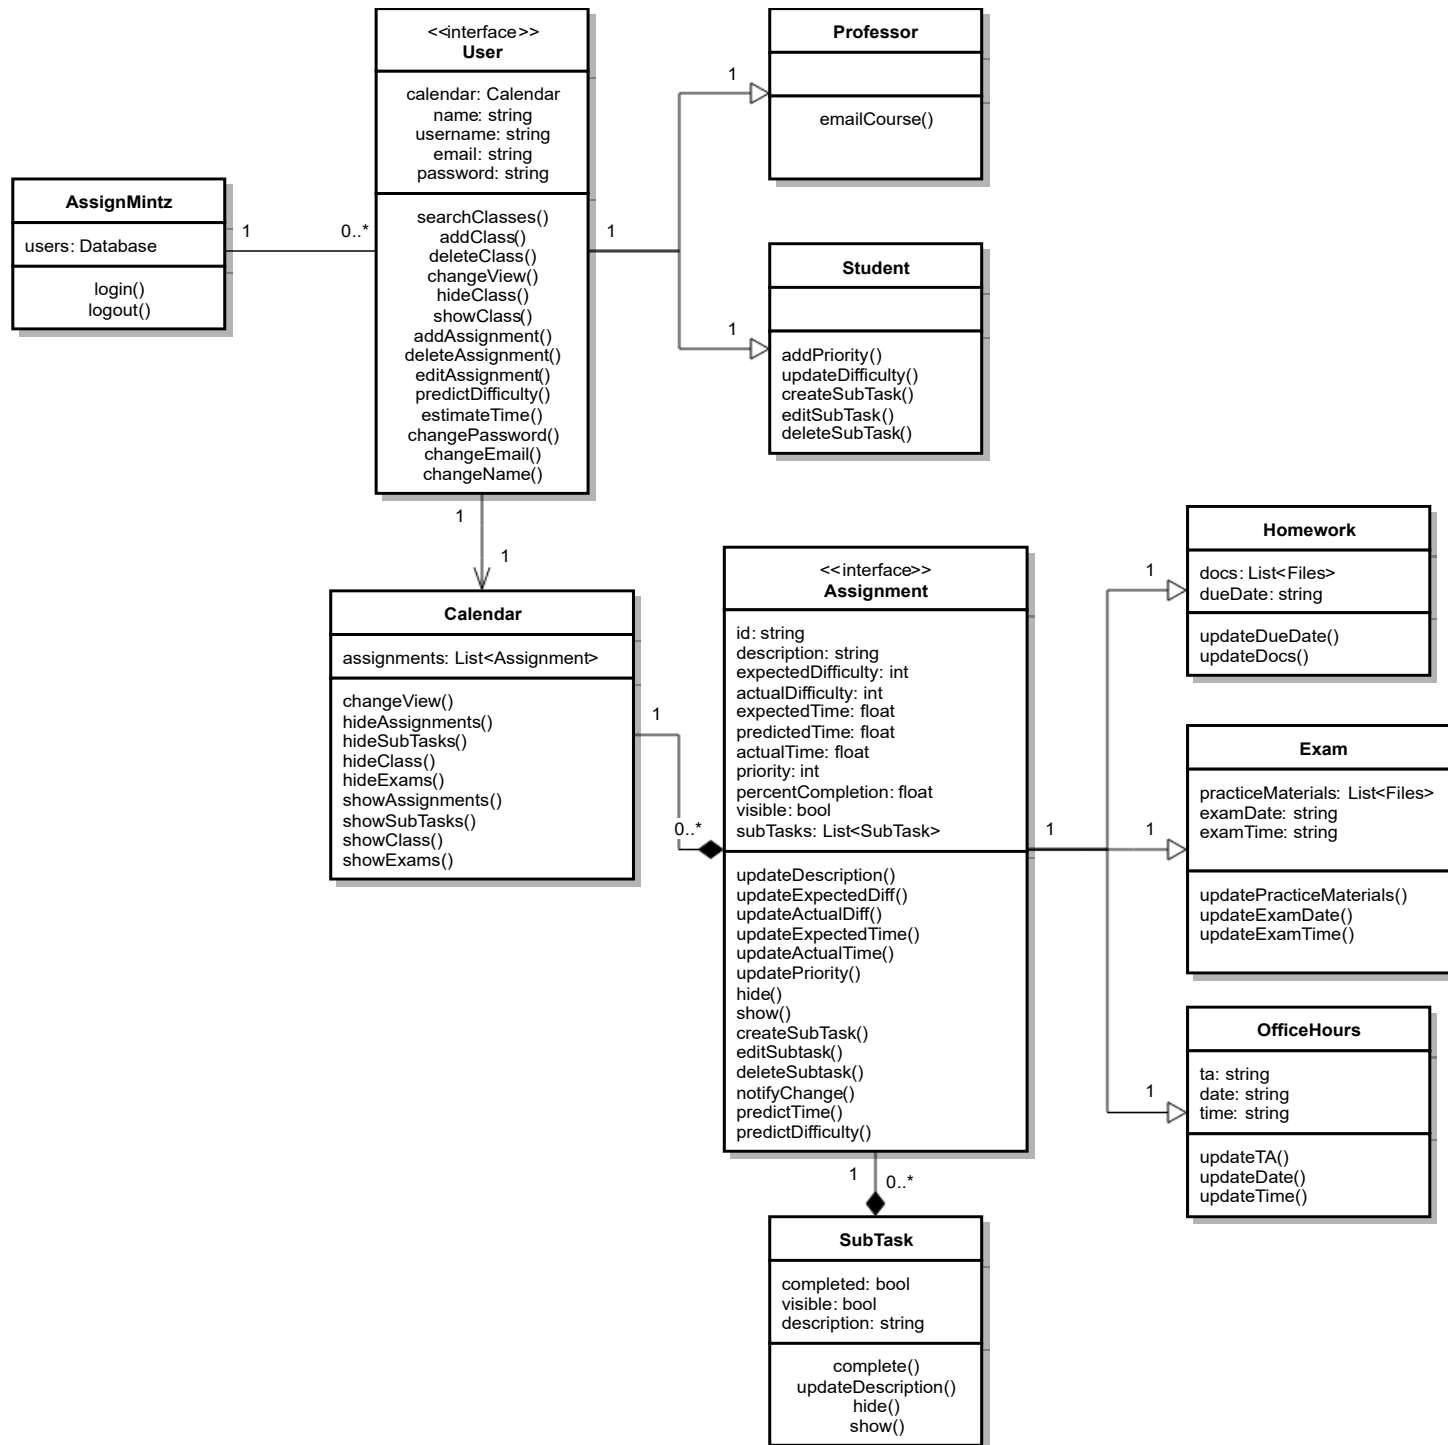 <<interface>>
User
calendar: Calendar
name: string
username: string
email: string
password: string
searchClasses()
addClass()
deleteClass()
changeView()
hideClass()
showClass()
addAssignment()
deleteAssignment()
editAssignment()
predictDifficulty()
estimateTime()
changePassword()
changeEmail()
changeName()
Professor
emailCourse()
AssignMintz
users: Database
login()
logout()
1
0..*
1
1
1
Student
addPriority()
updateDifficulty()
createSubTask()
editSubTask()
deleteSubTask()
1
1
Calendar
assignments: List<Assignment>
changeView()
hideAssignments()
hideSubTasks()
hideClass()
hideExams()
showAssignments()
showSubTasks()
showClass()
showExams()
1
0..*
<<interface>>
Assignment
id: string
description: string
expectedDifficulty: int
actualDifficulty: int
expectedTime: float
predictedTime: float
actualTime: float
priority: int
percentCompletion: float
visible: bool
subTasks: List<SubTask>
updateDescription()
updateExpectedDiff()
updateActualDiff()
updateExpectedTime()
updateActualTime()
updatePriority()
hide()
show()
createSubTask()
editSubtask()
deleteSubtask()
notifyChange()
predictTime()
predictDifficulty()
1
1
1
1
Homework
docs: List<Files>
dueDate: string
updateDueDate()
updateDocs()
Exam
practiceMaterials: List<Files>
examDate: string
examTime: string
updatePracticeMaterials()
updateExamDate()
updateExamTime()
OfficeHours
ta: string
date: string
time: string
updateTA()
updateDate()
updateTime()
1
0..*
SubTask
completed: bool
visible: bool
description: string
complete()
updateDescription()
hide()
show()